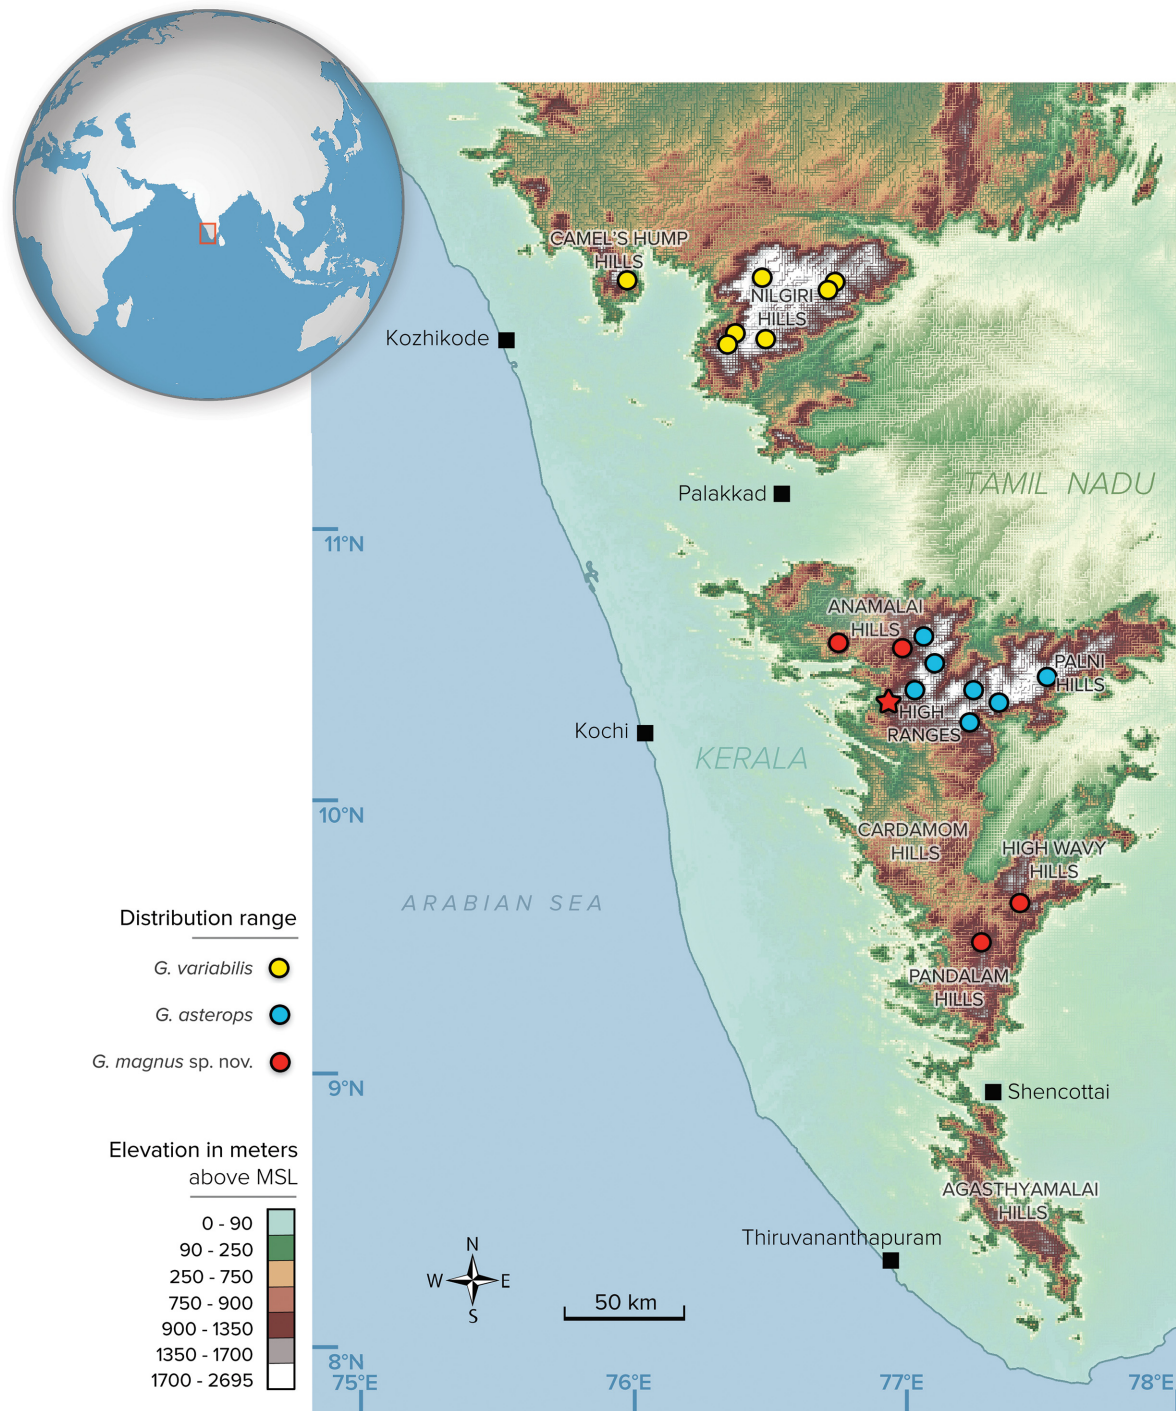 CAMEL'S HUMP
HILLS
NILGIRI
HILLS
Kozhikode
Palakkad
TAMIL NADU
11°N
ANAMALAI
HILLS
PALNI
HILLS
HIGH
RANGES
Kochi
KERALA
10°N
CARDAMOM
HILLS
HIGH WAVY
HILLS
ARABIAN SEA
PANDALAM
HILLS
9°N
Shencottai
AGASTHYAMALAI
HILLS
Thiruvananthapuram
8°N
75°E
76°E
77°E
78°E
Distribution range
G. variabilis
G. asterops
G. magnus sp. nov.
Elevation in meters
above MSL
0 - 90
90 - 250
250 - 750
750 - 900
900 - 1350
1350 - 1700
1700 - 2695
N
W E
S
50 km